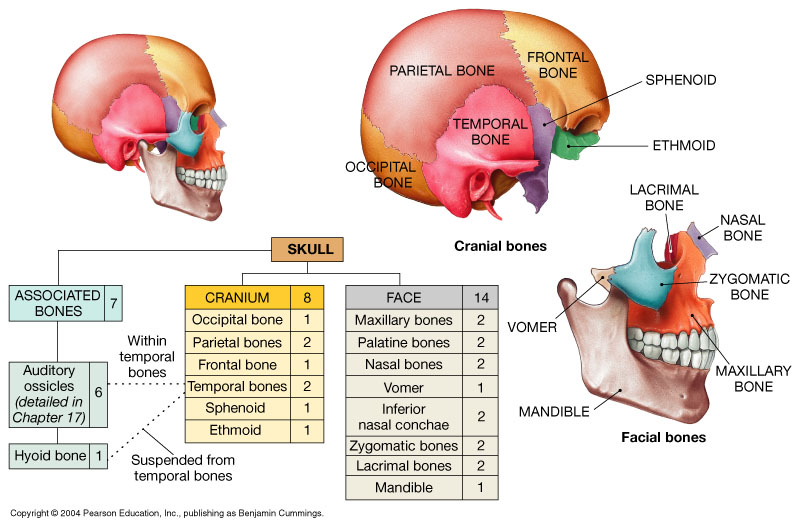 PARIETAL BONE
FRONTAL
BONE
SPHENOID
TEMPORAL
BONE
ETHMOID
OCCIPITAL
BONE
Cranial bones
LACRIMAL
BONE
NASAL
BONE
ZYGOMATIC
BONE
VOMER
MAXILLARY
BONE
MANDIBLE
Facial bones
SKULL
ASSOCIATED
BONES
7
Within
temporal
bones
Auditory
ossicles
(detailed in
Chapter 17)
6
Hyoid bone 1
Suspended from
temporal bones
CRANIUM 8
Occipital bone 1
Parietal bones 2
Frontal bone 1
Temporal bones 2
Sphenoid 1
Ethmoid 1
FACE 14
Maxillary bones 2
Palatine bones 2
Nasal bones 2
Vomer 1
Inferior
nasal conchae
2
Zygomatic bones 2
Lacrimal bones 2
Mandible 1
Copyright © 2004 Pearson Education, Inc., publishing as Benjamin Cummings.